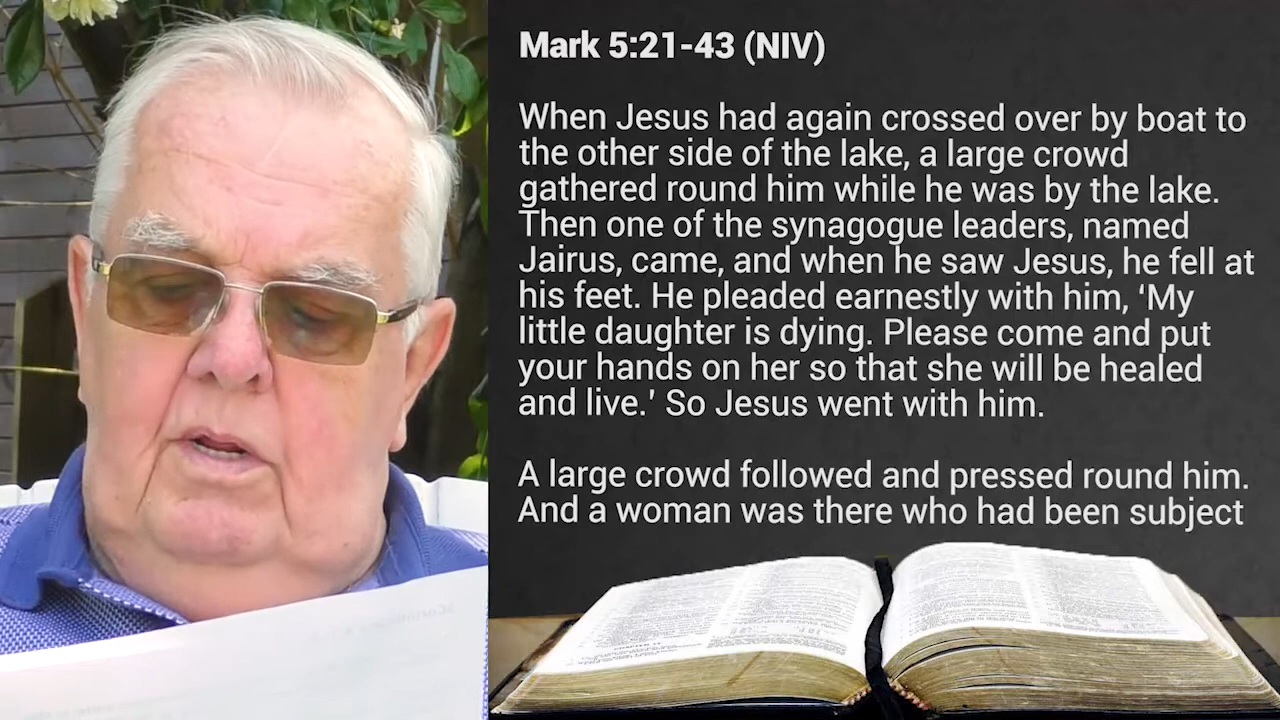 Mark 5:21-43 (NIV)
When Jesus had again crossed over by boat to
the other side of the lake, a large crowd
gathered round him while he was by the lake.
Then one of the synagogue leaders, named
Jairus, came, and when he saw Jesus, he fell at
his feet. He pleaded earnestly with him, ‘My
little daughter is dying. Please come and put
your hands on her so that she will be healed
and live.’ So Jesus went with him.
A large crowd followed and pressed round him.
And a woman was there who had been subject